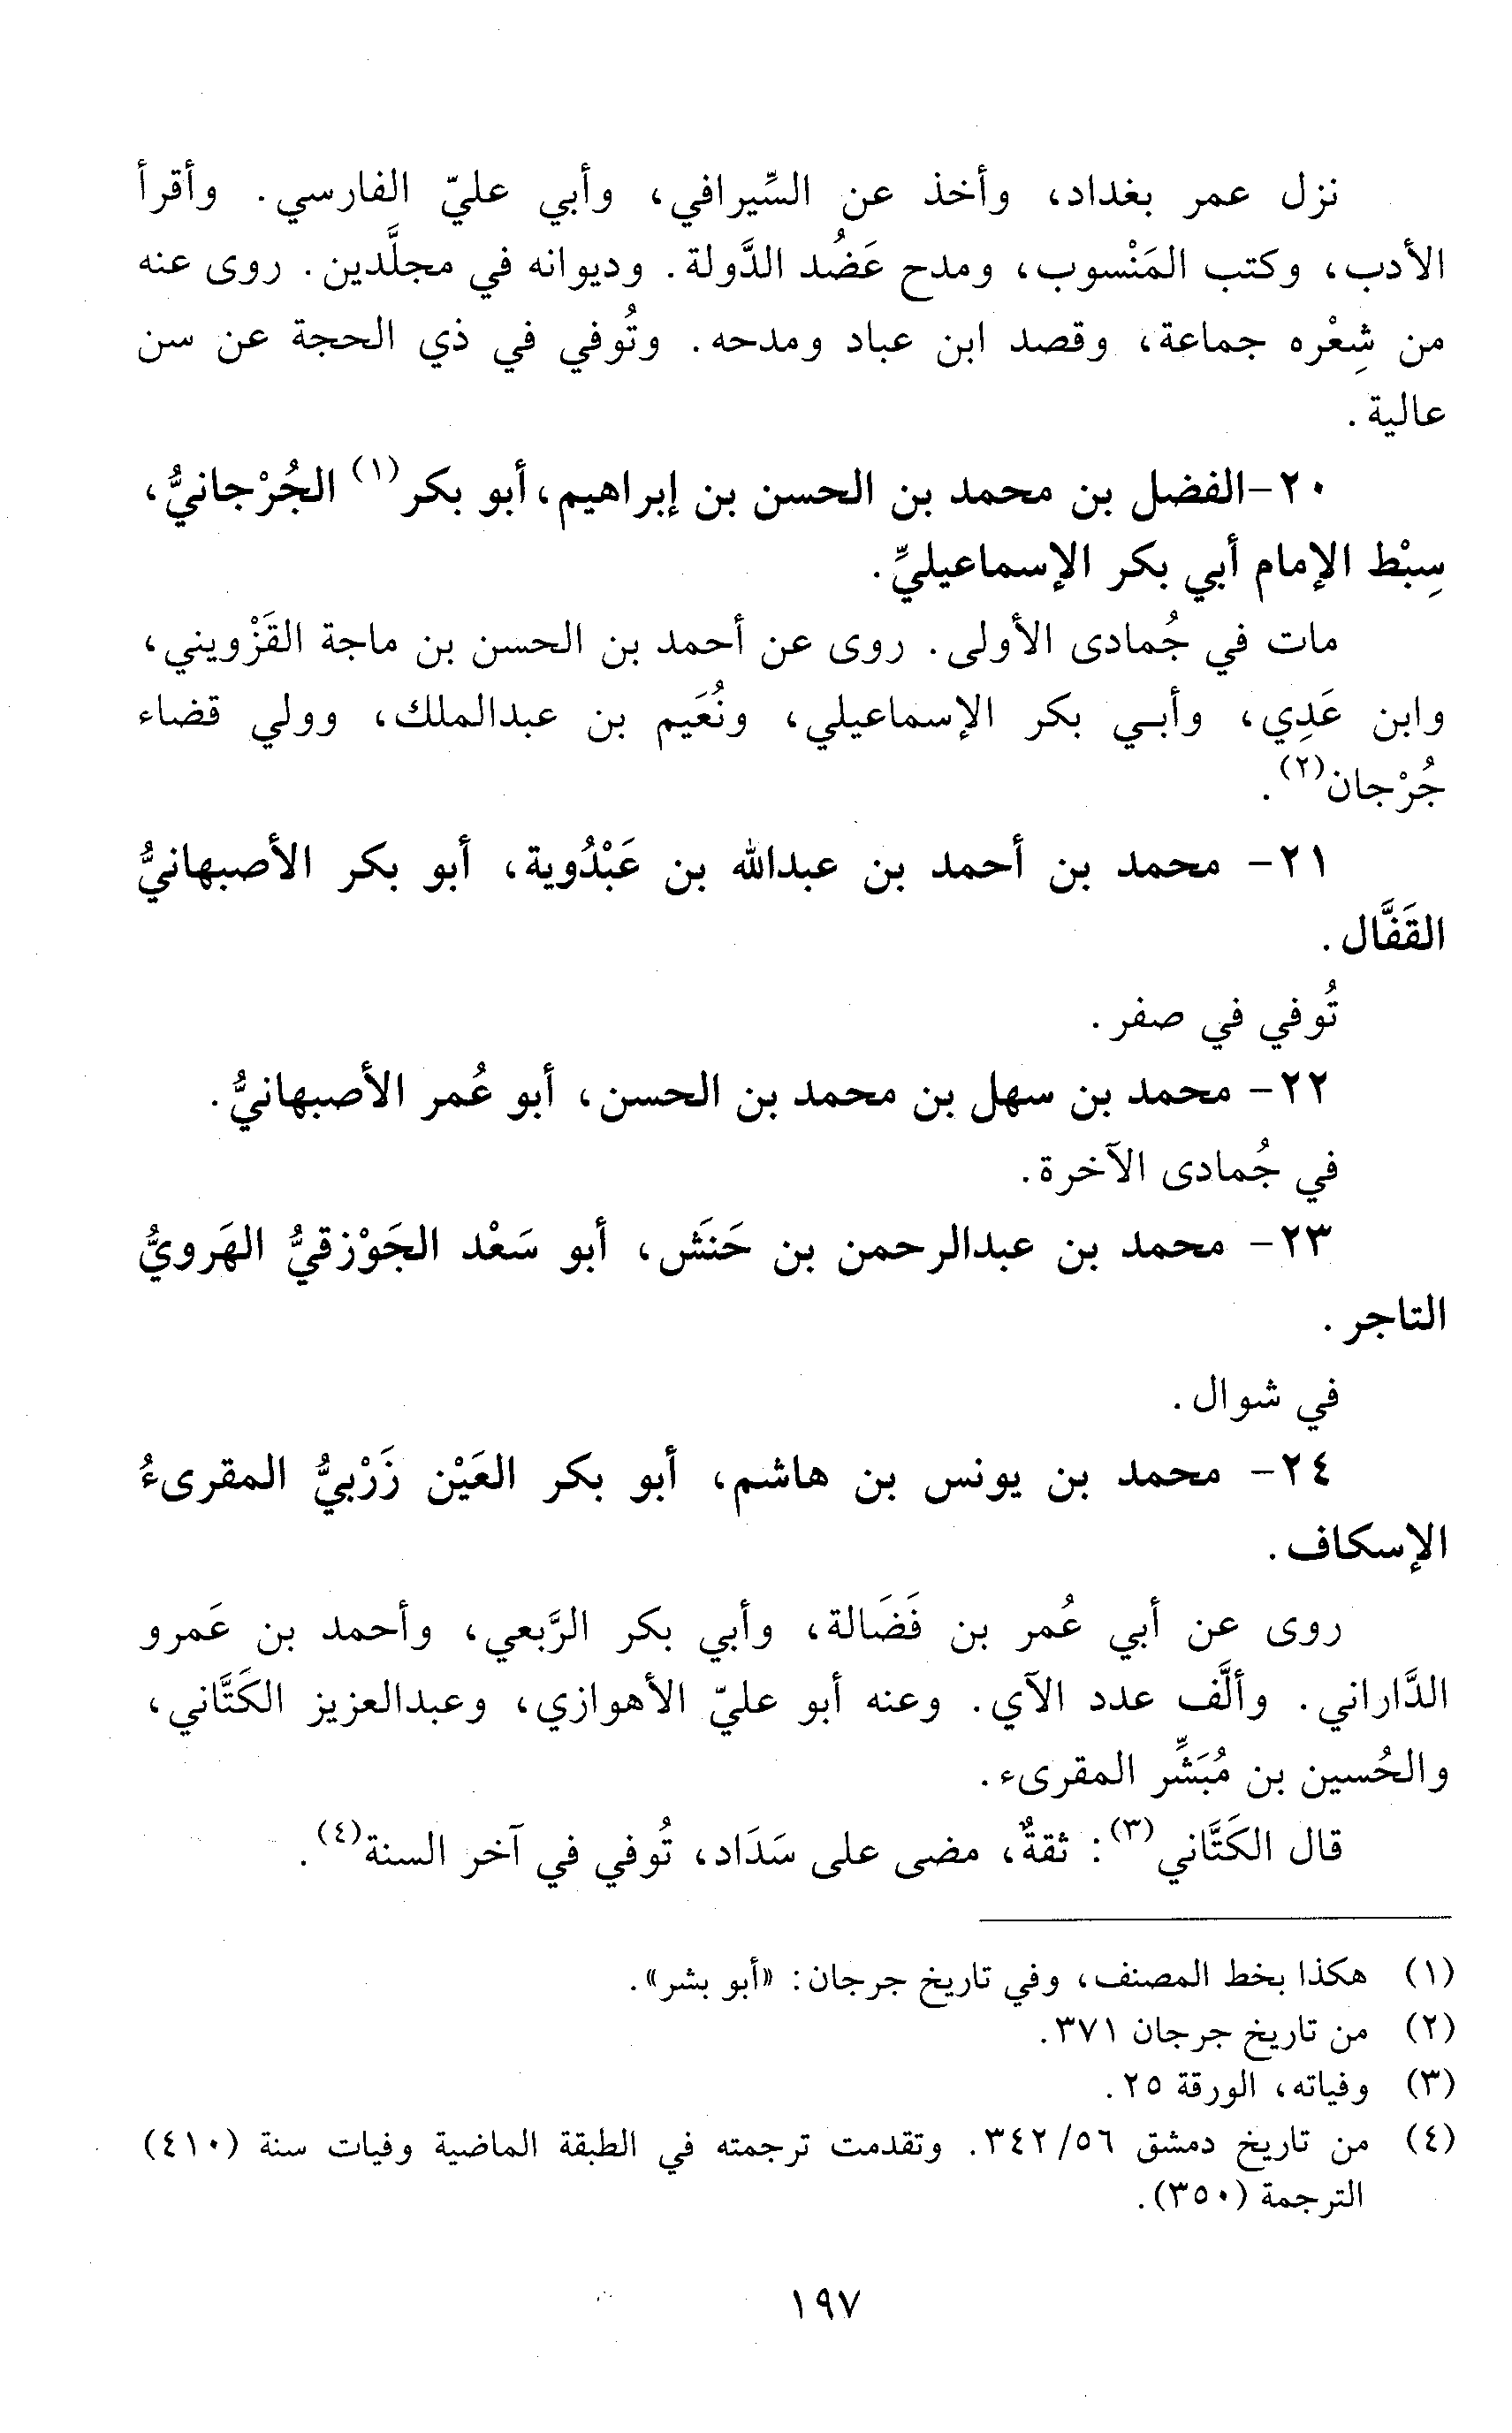 نزل عمر بغداد، وأخذ عن السِّيرافي، وأبي عليّ الفارسي. وأقرأ
الأدب، وكتب المَنْسوب، ومدح عَضُد الدَّولة. وديوانه في مجلَّدين. روى عنه
من شِعْره جماعة، وقصد ابن عباد ومدحه. وتُوفي في ذي الحجة عن سن
عالية.
٢٠-الفضل بن محمد بن الحسن بن إبراهيم، أبو بكر(١) الجُرْجانيُّ،
سِبْط الإمام أبي بكر الإسماعيليِّ.
مات في جُمادى الأولى. روى عن أحمد بن الحسن بن ماجة القَزْويني،
وابن عَدِي، وأبي بكر الإسماعيلي، ونُعَيم بن عبدالملك، وولي قضاء
جُرْجان(٢).
٢١- محمد بن أحمد بن عبدالله بن عَبْدُوية، أبو بكر الأصبهانيُّ
القَفَّال.
تُوفي في صفر.
٢٢- محمد بن سهل بن محمد بن الحسن، أبو عُمر الأصبهانيُّ.
في جُمادى الآخرة.
٢٣- محمد بن عبدالرحمن بن حَنَش، أبو سَعْد الجَوْزقيُّ الهَرويُّ
التاجر.
في شوال.
٢٤- محمد بن يونس بن هاشم، أبو بكر العَيْن زَرْبيُّ المقرىءُ
الإسكاف.
روى عن أبي عُمر بن فَضَالة، وأبي بكر الرَّبعي، وأحمد بن عَمرو
الدَّاراني. وألَّف عدد الآي. وعنه أبو عليّ الأهوازي، وعبدالعزيز الكَتَّاني،
والحُسين بن مُبَشِّر المقرىء.
قال الكَتَّاني(٣): ثقةٌ، مضى على سَدَاد، تُوفي في آخر السنة(٤).
(١) هكذا بخط المصنف، وفي تاريخ جرجان: «أبو بشر».
(٢) من تاريخ جرجان ٣٧١.
(٣) وفياته، الورقة ٢٥.
(٤) من تاريخ دمشق ٥٦/ ٣٤٢. وتقدمت ترجمته في الطبقة الماضية وفيات سنة (٤١٠)
الترجمة (٣٥٠).
١٩٧